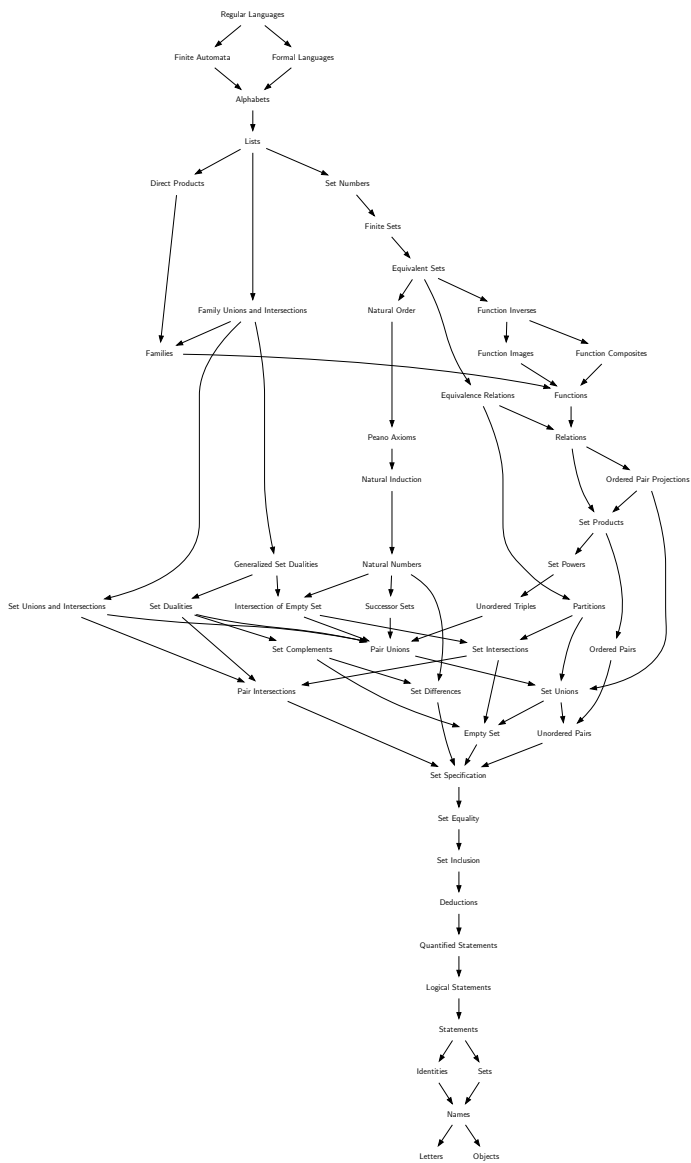 Regular Languages
Finite Automata
Formal Languages
Alphabets
Lists
Direct Products
Set Numbers
Finite Sets
Equivalent Sets
Family Unions and Intersections
Natural Order
Function Inverses
Families
Function Images
Function Composites
Equivalence Relations
Functions
Peano Axioms
Relations
Natural Induction
Ordered Pair Projections
Set Products
Generalized Set Dualities
Natural Numbers
Set Powers
Set Unions and Intersections
Set Dualities
Intersection of Empty Set
Successor Sets
Unordered Triples
Partitions
Set Complements
Pair Unions
Set Intersections
Ordered Pairs
Pair Intersections
Set Differences
Set Unions
Empty Set
Unordered Pairs
Set Specification
Set Equality
Set Inclusion
Deductions
Quantified Statements
Logical Statements
Statements
Identities
Sets
Names
Letters
Objects